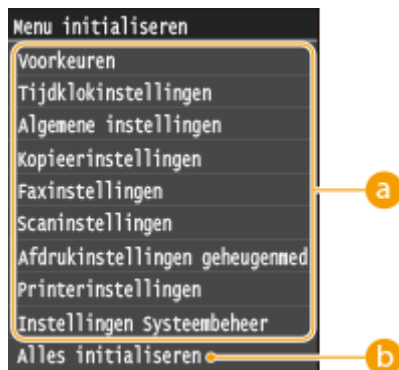 Menu initialiseren
Voorkeuren
Tijdklokinstellingen
Algemene instellingen
Kopieerinstellingen
Faxinstellingen
Scaninstellingen
Afdrukinstellingen geheugenmed
Printerinstellingen
Instellingen Systeembeheer
Alles initialiseren
a
b